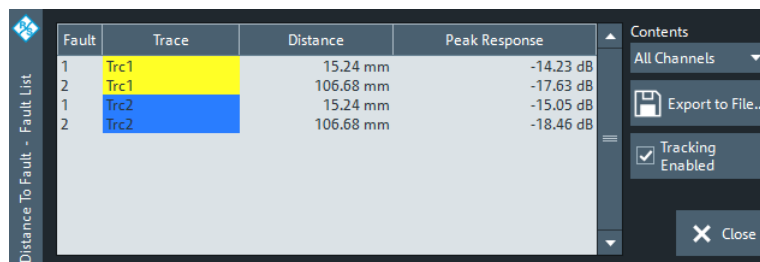 R&S
Distance To Fault - Fault List
Fault Trace Distance Peak Response
1 Trc1 15.24 mm -14.23 dB
2 Trc1 106.68 mm -17.63 dB
1 Trc2 15.24 mm -15.05 dB
2 Trc2 106.68 mm -18.46 dB
Contents
All Channels
Export to File..
Tracking
Enabled
Close